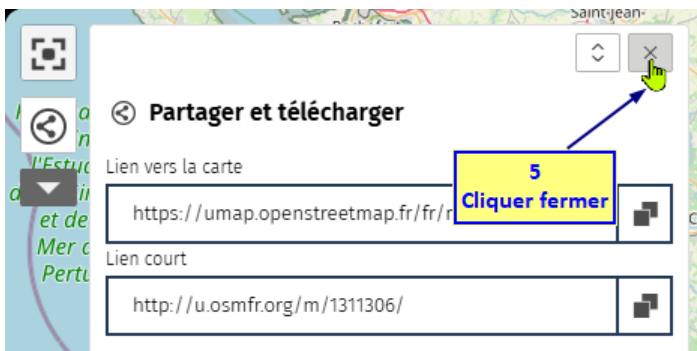 Saint-Jean-
Partager et télécharger
Lien vers la carte
5
Cliquer fermer
https://umap.openstreetmap.fr/fr/
Lien court
http://u.osmfr.org/m/1311306/
l'Estu
et de
Mer
Pertu